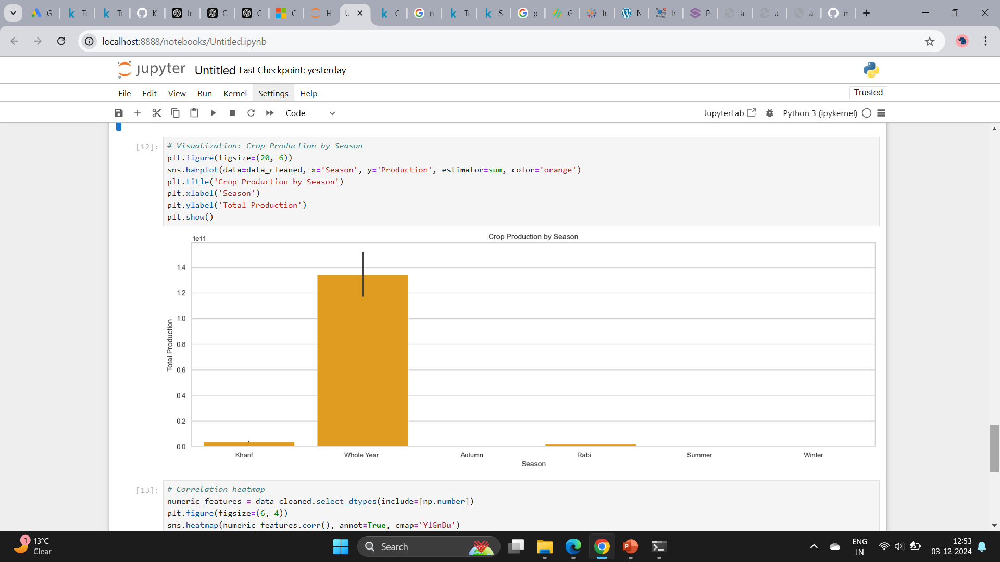 G
To
To
K
Ir
C
C
C
H
U
C
n
To
S
p
G
Ir
N
Ir
P
a
a
a
n
localhost:8888/notebooks/Untitled.ipynb
jupyter Untitled Last Checkpoint: yesterday
File Edit View Run Kernel Settings Help Trusted
Code JupyterLab Python 3 (ipykernel)
[12]:
# Visualization: Crop Production by Season
plt.figure(figsize=(20, 6))
sns.barplot(data=data_cleaned, x='Season', y='Production', estimator=sum, color='orange')
plt.title('Crop Production by Season')
plt.xlabel('Season')
plt.ylabel('Total Production')
plt.show()
Crop Production by Season
1e11
1.4
1.2
1.0
0.8
0.6
0.4
0.2
0.0
Total Production
Kharif Whole Year Autumn Rabi Summer Winter
Season
[13]:
# Correlation heatmap
numeric_features = data_cleaned.select_dtypes(include=[np.number])
plt.figure(figsize=(6, 4))
sns.heatmap(numeric_features.corr(), annot=True, cmap='YlGnBu')
1
13°C
Clear
Search
ENG
IN
12:53
03-12-2024